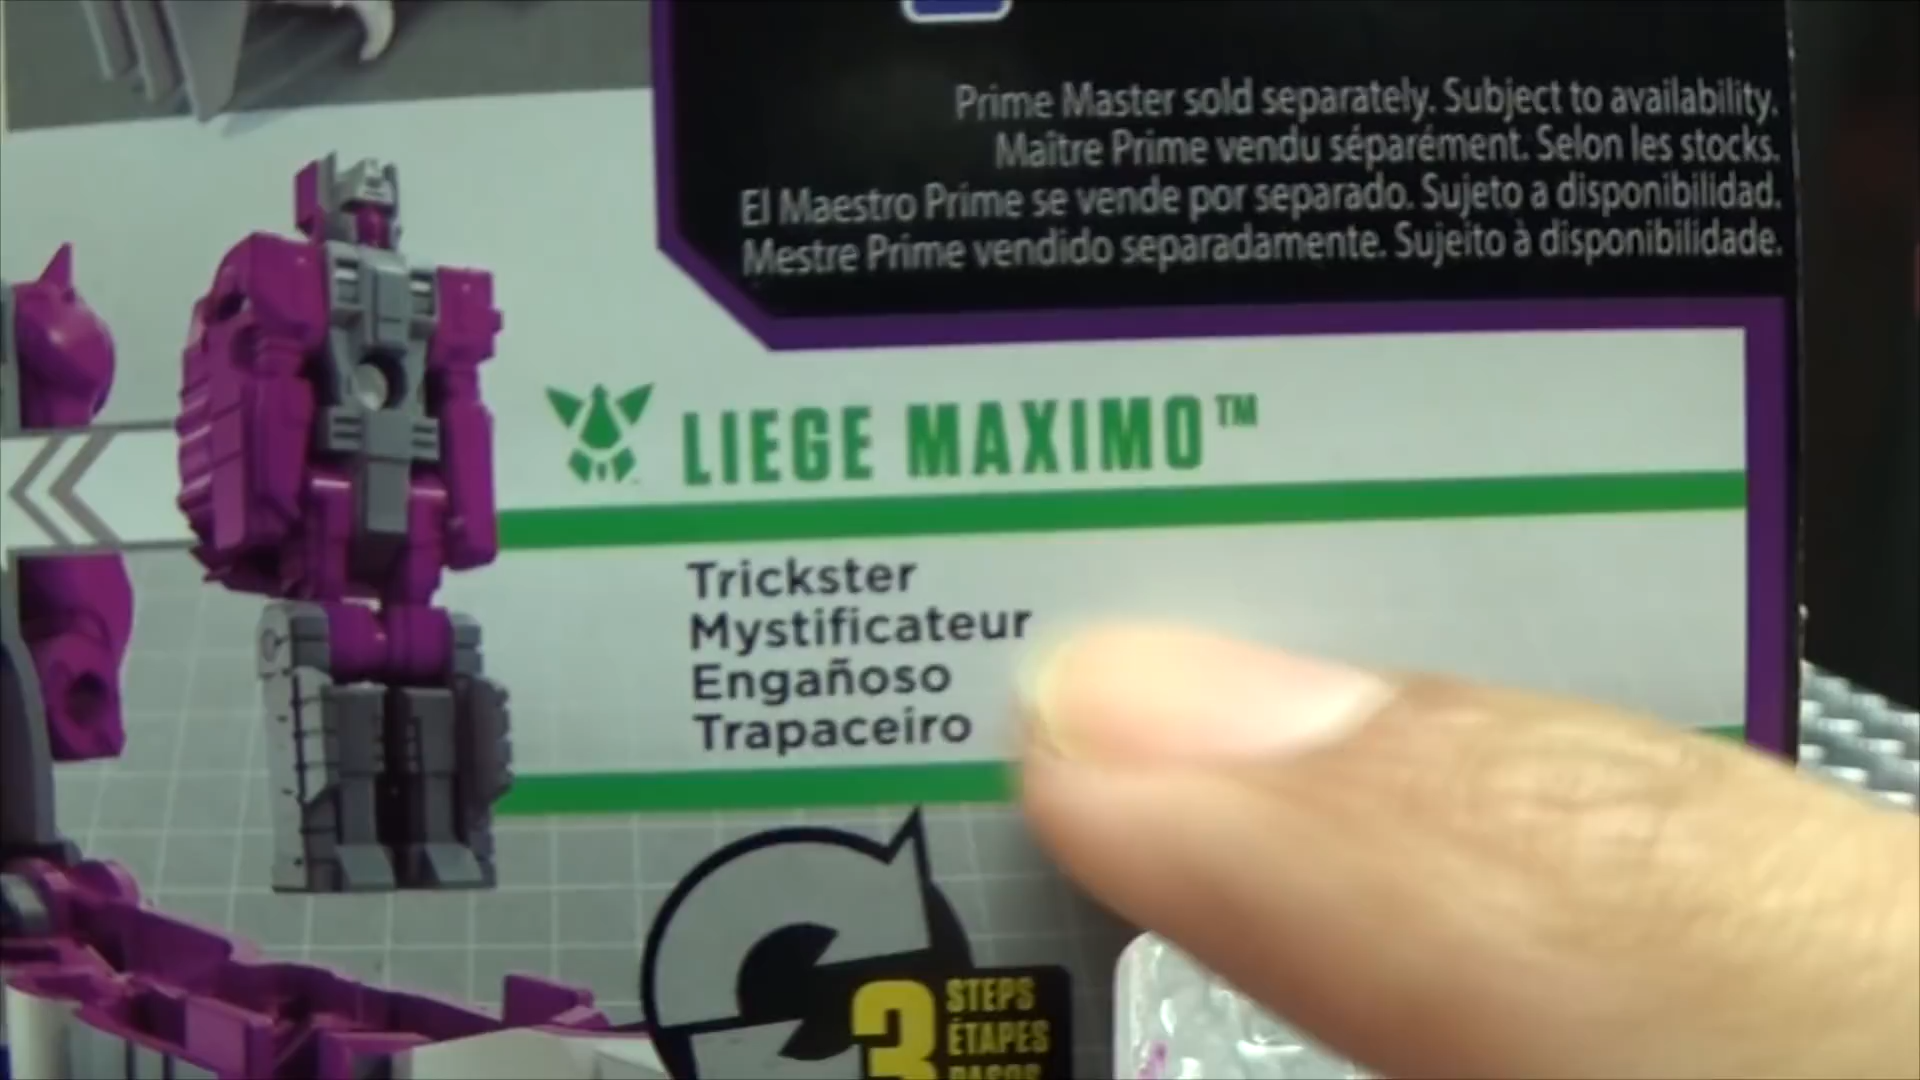 Prime Master sold separately. Subject to availability.
Maître Prime vendu séparément. Selon les stocks.
El Maestro Prime se vende por separado. Sujeto a disponibilidad.
Mestre Prime vendido separadamente. Sujeito à disponibilidade.
LIEGE MAXIMO™
Trickster
Mystificateur
Engañoso
Trapaceiro
3 STEPS
ÉTAPES
PASOS